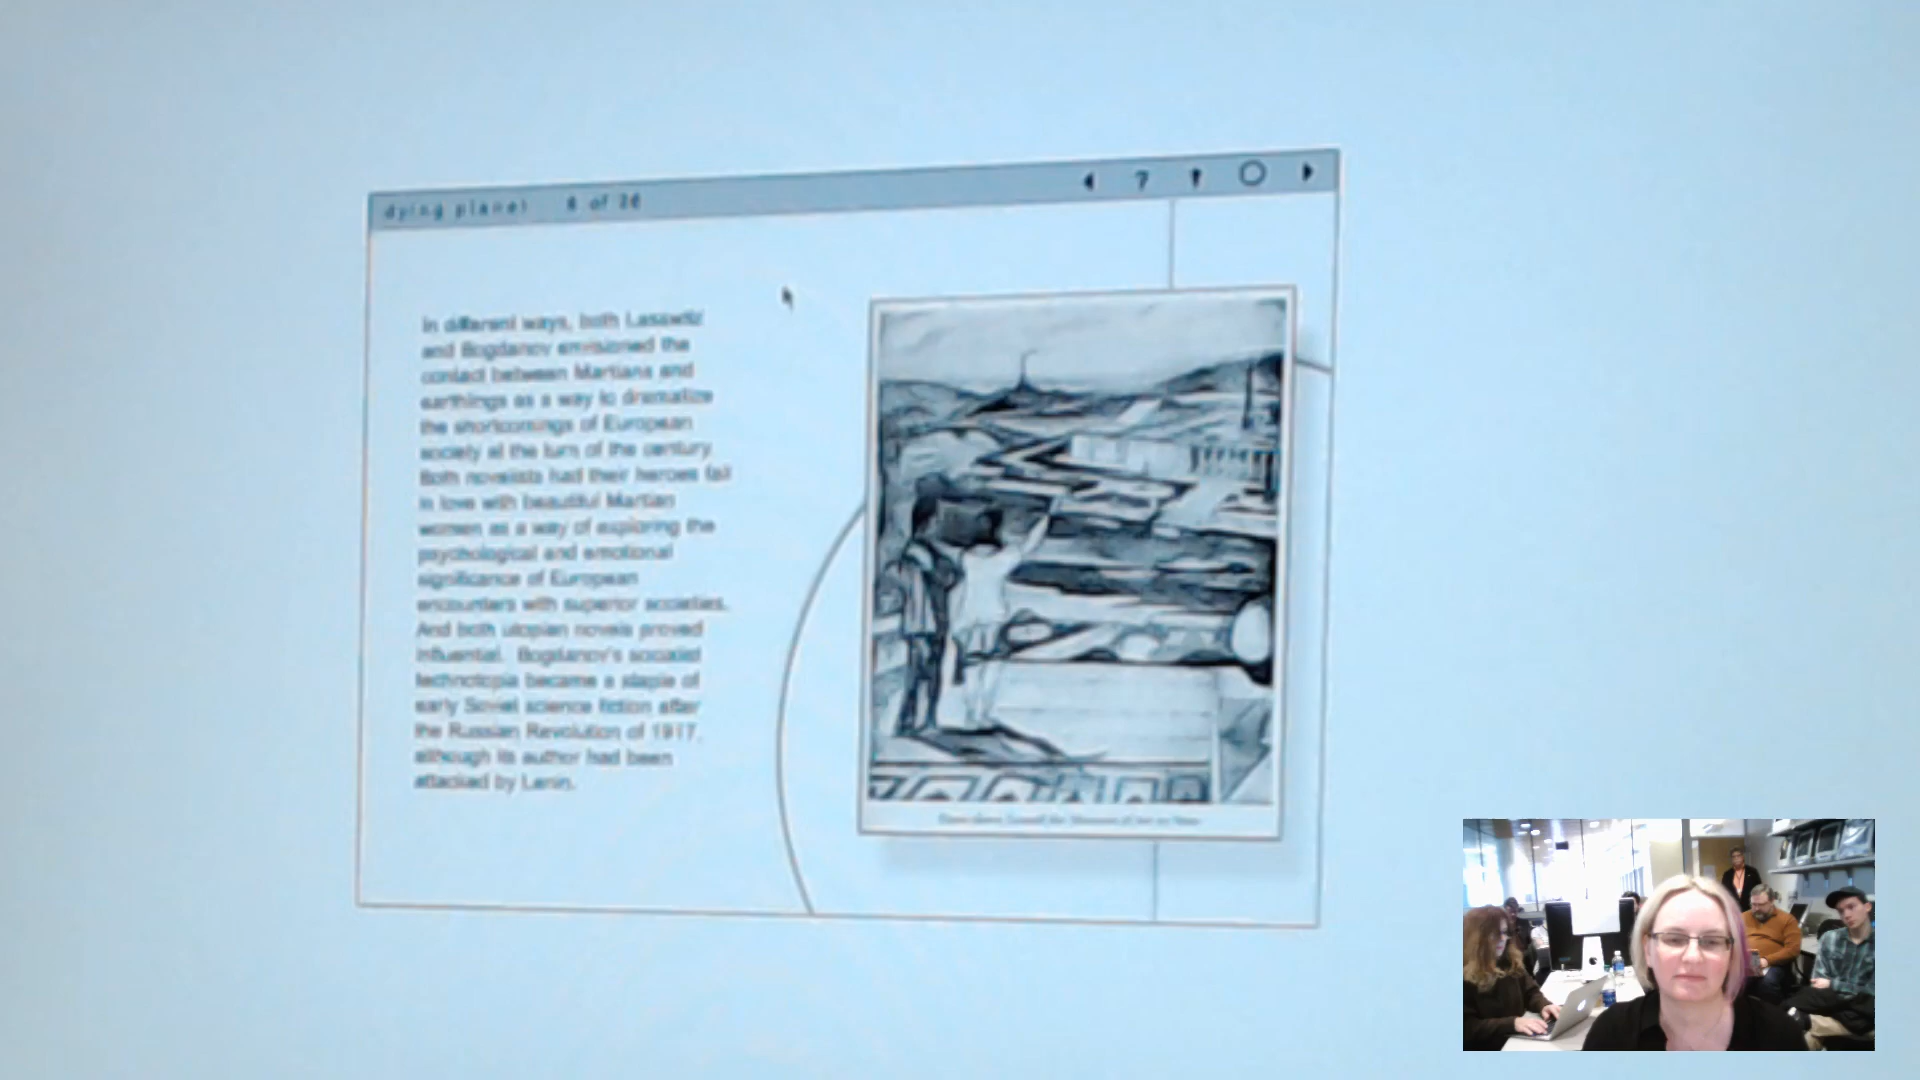 dying planet 6 of 26
?
In different ways, both Lasswitz
and Bogdanov envisioned the
contact between Martians and
earthlings as a way to dramatize
the shortcomings of European
society at the turn of the century.
Both novelists had their heroes fall
in love with beautiful Martian
women as a way of exploring the
psychological and emotional
significance of European
encounters with superior societies.
And both utopian novels proved
influential. Bogdanov's socialist
technotopia became a staple of
early Soviet science fiction after
the Russian Revolution of 1917,
although its author had been
attacked by Lenin.